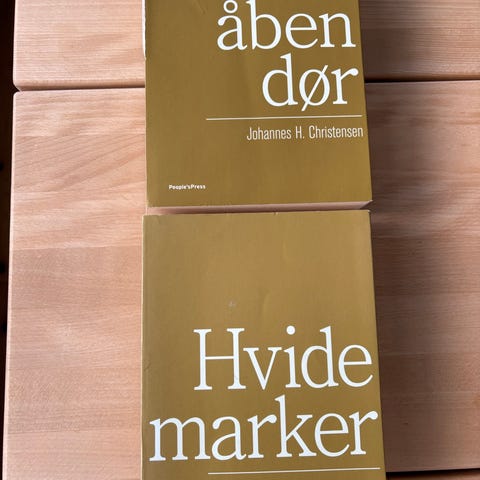 åben
dør
Johannes H. Christensen
People'sPress
Hvide
marker